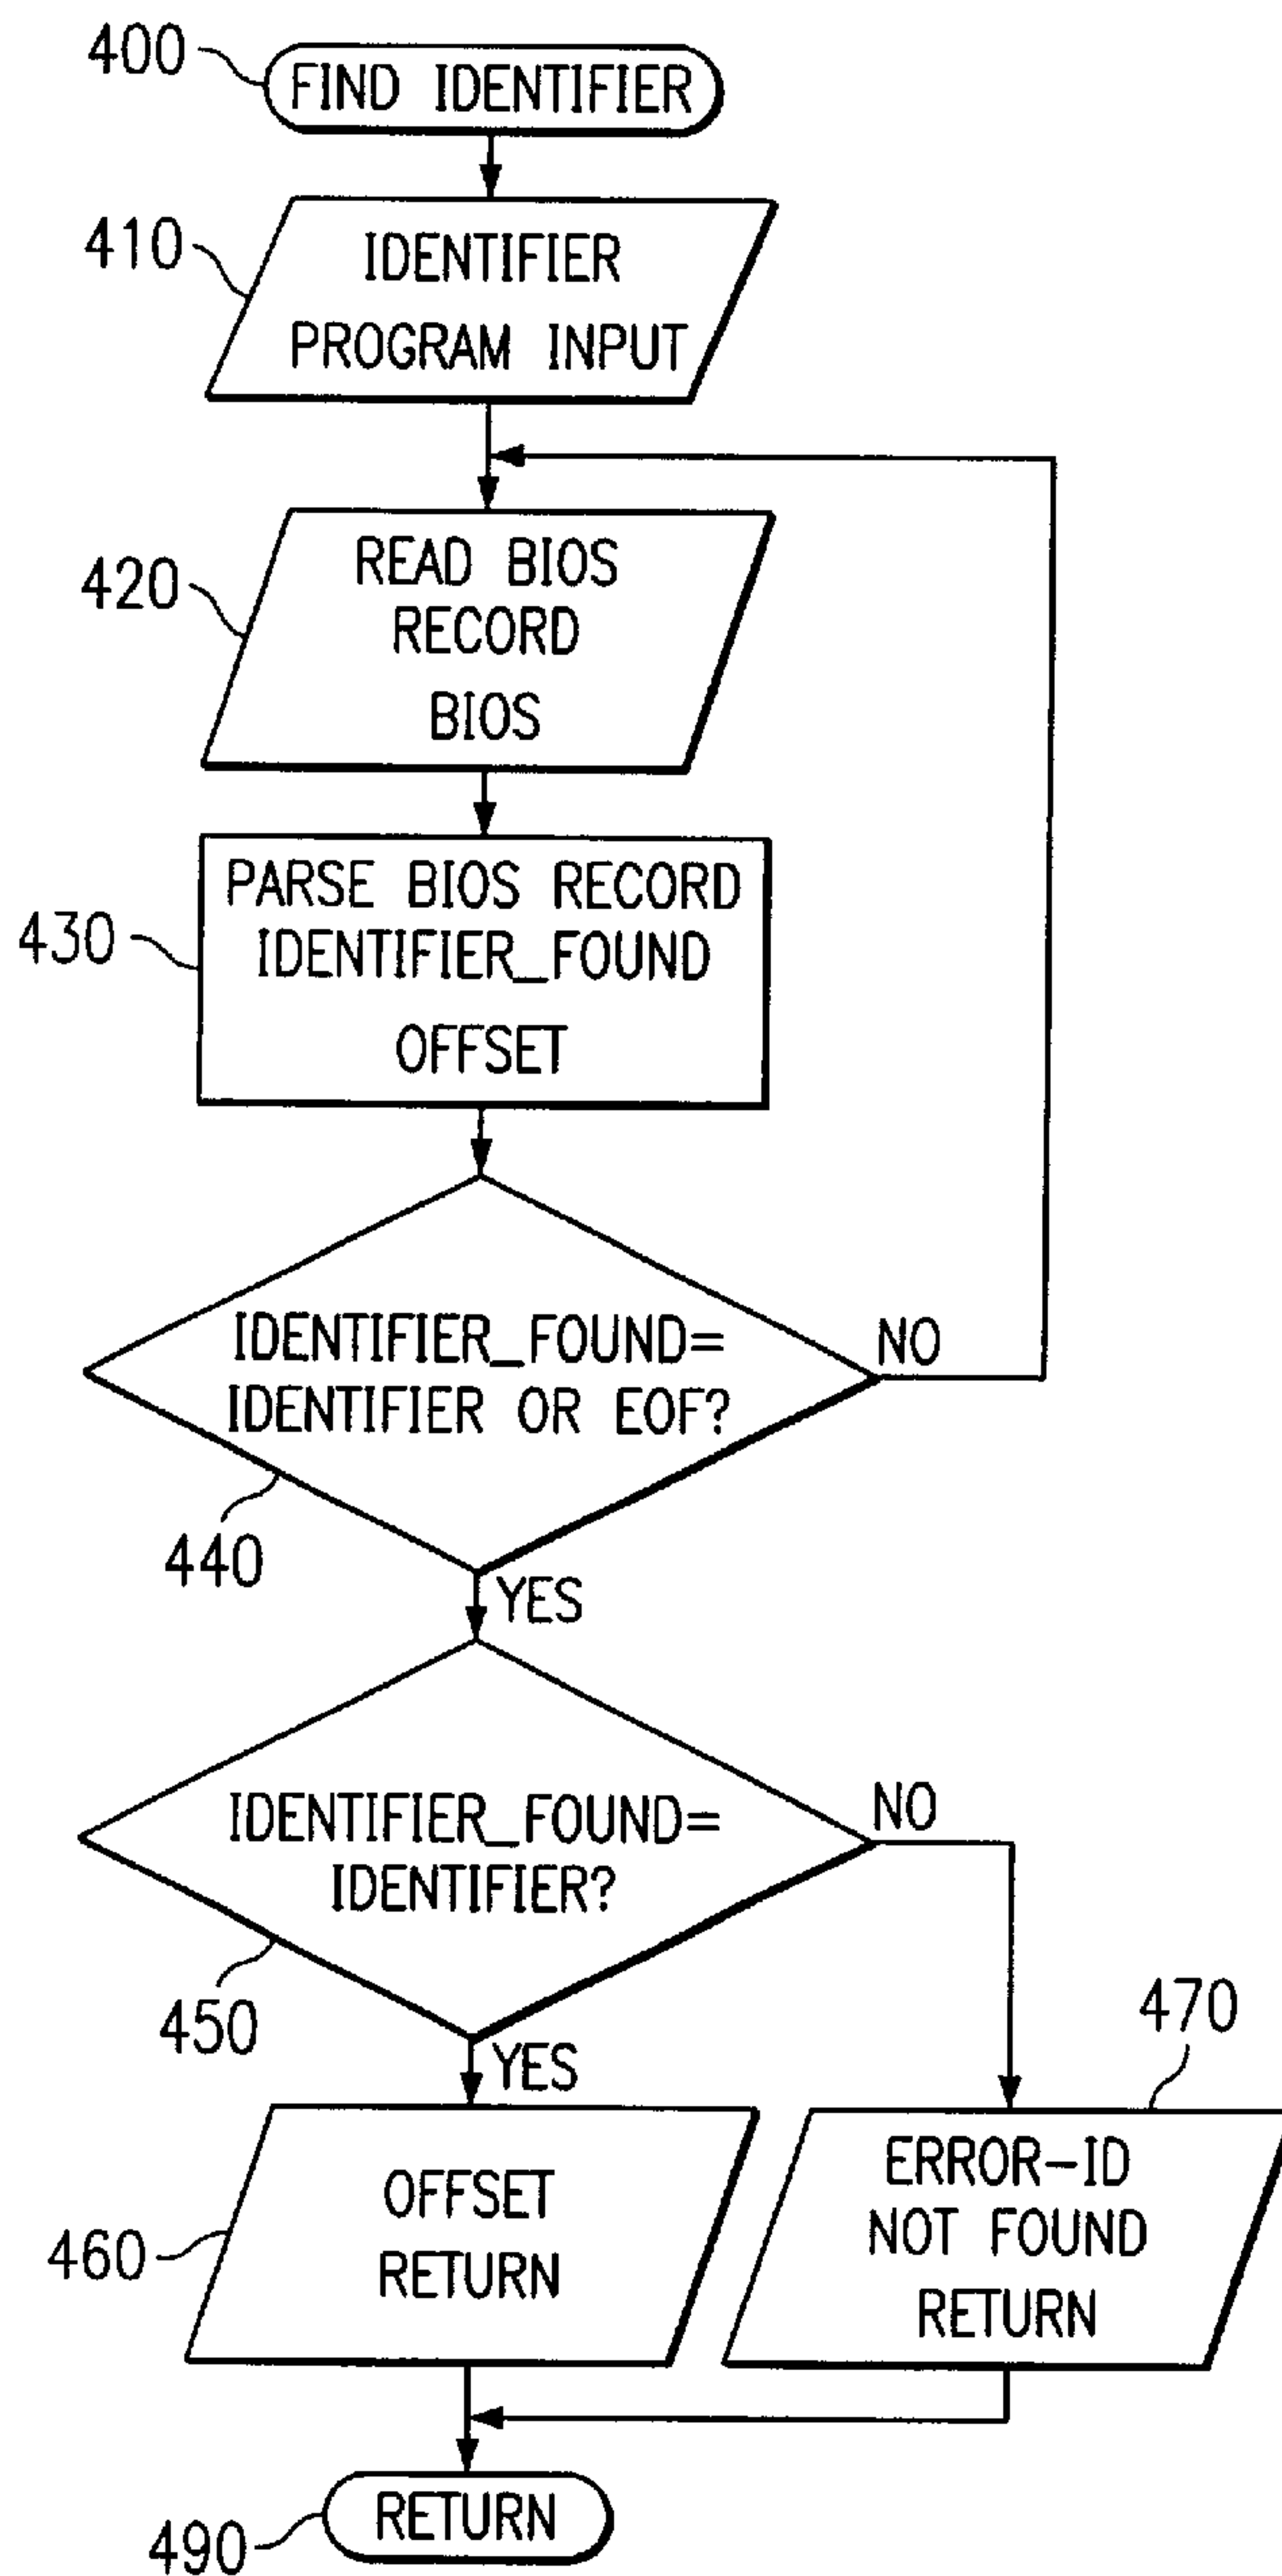 400
FIND IDENTIFIER
410
IDENTIFIER
PROGRAM INPUT
420
READ BIOS
RECORD
BIOS
430
PARSE BIOS RECORD
IDENTIFIER_FOUND
OFFSET
IDENTIFIER_FOUND=
IDENTIFIER OR EOF?
NO
440
YES
IDENTIFIER_FOUND=
IDENTIFIER?
NO
450
YES
470
460
OFFSET
RETURN
ERROR-ID
NOT FOUND
RETURN
490
RETURN